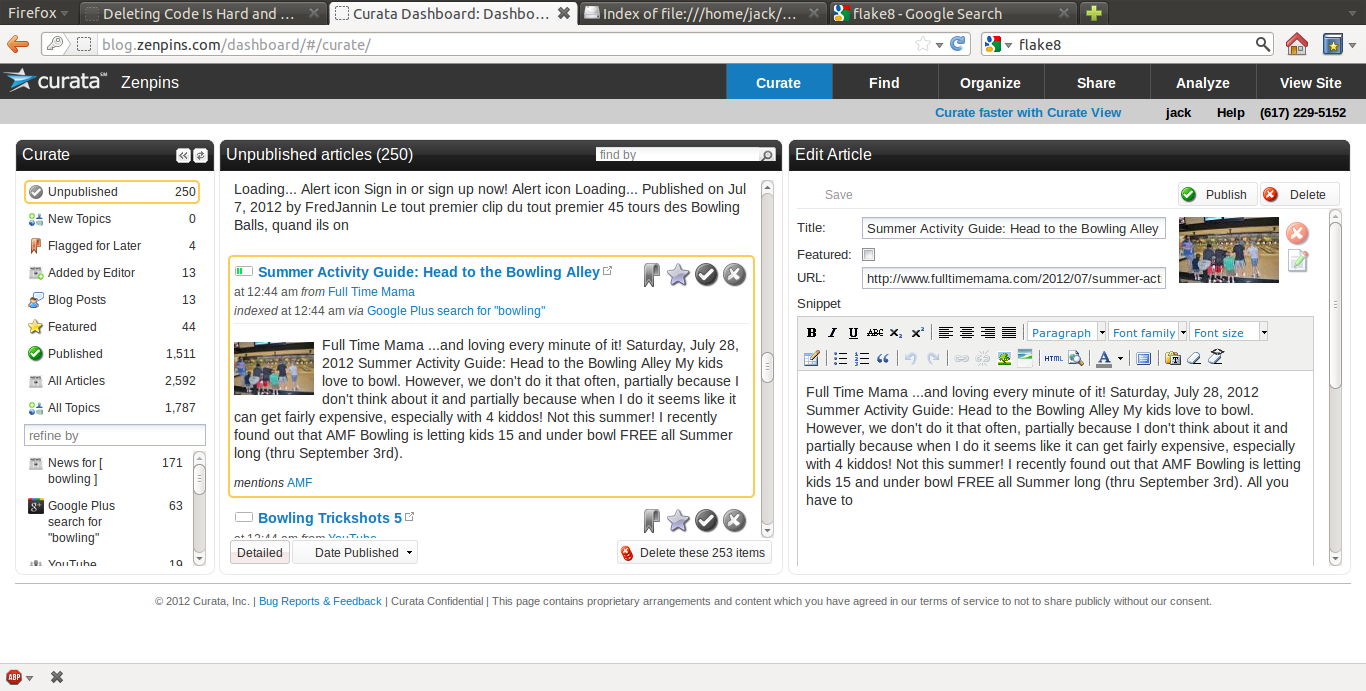 Firefox
Deleting Code Is Hard and ...
Curata Dashboard: Dashbo...
Index of file:///home/jack/...
flake8 - Google Search
blog.zenpins.com/dashboard/#/curate/
flake8
curata℠ Zenpins
Curate Find Organize Share Analyze View Site
Curate faster with Curate View jack Help (617) 229-5152
Curate
Unpublished 250
New Topics 0
Flagged for Later 4
Added by Editor 13
Blog Posts 13
Featured 44
Published 1,511
All Articles 2,592
All Topics 1,787
refine by
News for [ 171
bowling ]
Google Plus 63
search for
"bowling"
YouTube 19
Unpublished articles (250)
find by
Loading... Alert icon Sign in or sign up now! Alert icon Loading... Published on Jul
7, 2012 by FredJannin Le tout premier clip du tout premier 45 tours des Bowling
Balls, quand ils on
Summer Activity Guide: Head to the Bowling Alley
at 12:44 am from Full Time Mama
indexed at 12:44 am via Google Plus search for "bowling"
Full Time Mama ...and loving every minute of it! Saturday, July 28,
2012 Summer Activity Guide: Head to the Bowling Alley My kids
love to bowl. However, we don't do it that often, partially because I
don't think about it and partially because when I do it seems like it
can get fairly expensive, especially with 4 kiddos! Not this summer! I recently
found out that AMF Bowling is letting kids 15 and under bowl FREE all Summer
long (thru September 3rd).
mentions AMF
Bowling Trickshots 5
at 12:44 am from YouTube
Detailed
Date Published
Delete these 253 items
Edit Article
Save
Publish
Delete
Title: Summer Activity Guide: Head to the Bowling Alley
Featured:
URL: http://www.fulltimemama.com/2012/07/summer-act
Snippet
B I U ABC X₂ X²
Paragraph
Font family
Font size
HTML
A
Full Time Mama ...and loving every minute of it! Saturday, July 28, 2012
Summer Activity Guide: Head to the Bowling Alley My kids love to bowl.
However, we don't do it that often, partially because I don't think about it and
partially because when I do it seems like it can get fairly expensive, especially
with 4 kiddos! Not this summer! I recently found out that AMF Bowling is letting
kids 15 and under bowl FREE all Summer long (thru September 3rd). All you
have to
© 2012 Curata, Inc. | Bug Reports & Feedback | Curata Confidential | This page contains proprietary arrangements and content which you have agreed in our terms of service to not to share publicly without our consent.
ABP